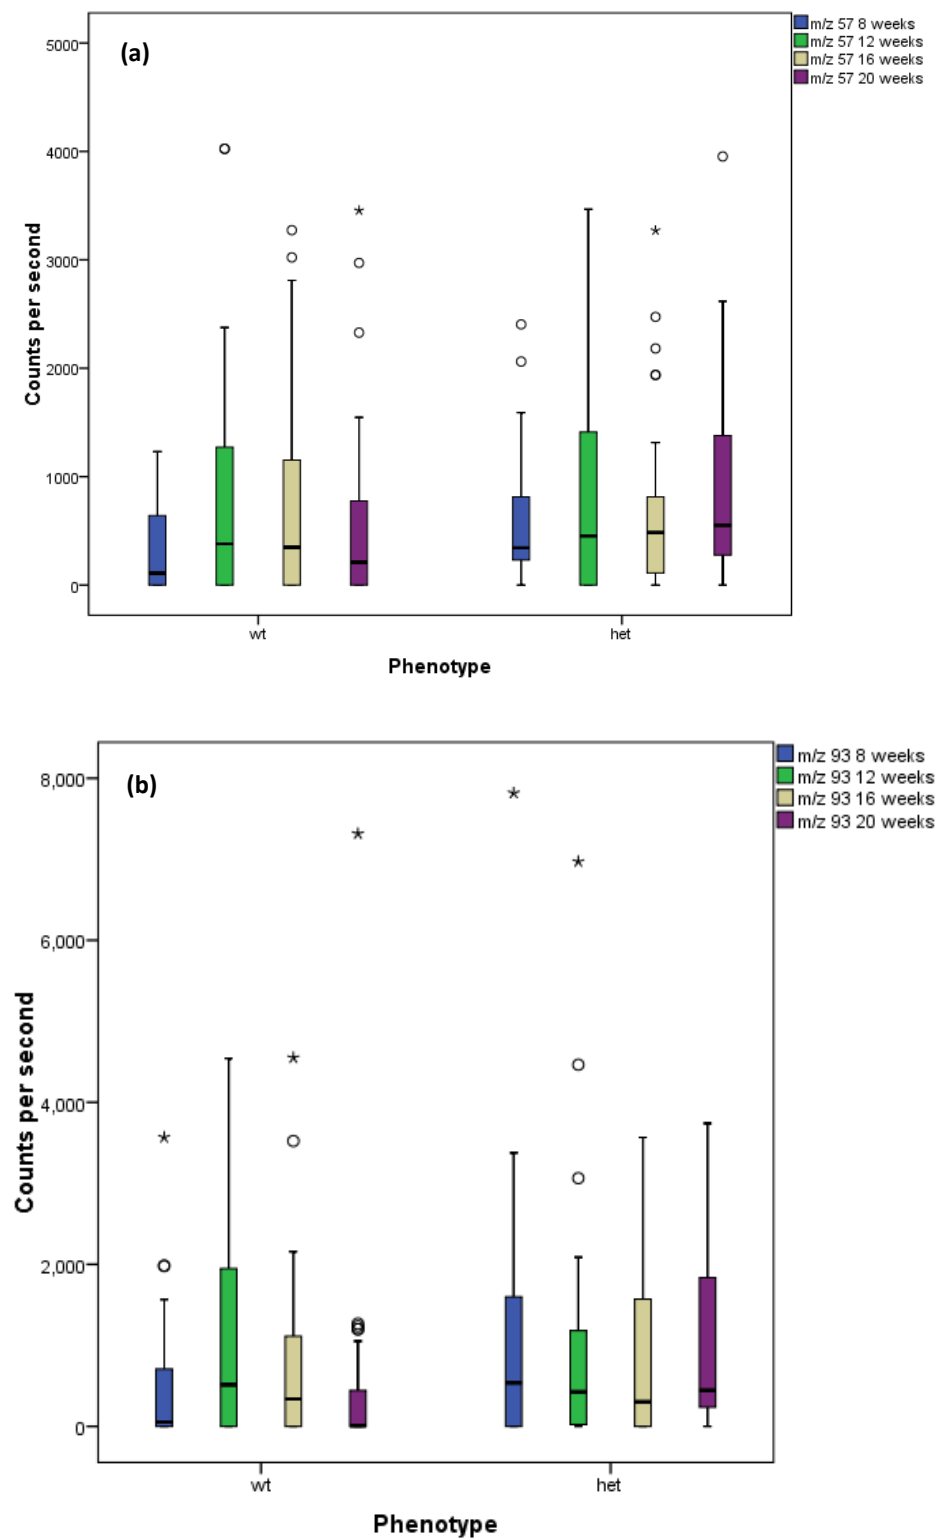 (a)
m/z 57 8 weeks
m/z 57 12 weeks
m/z 57 16 weeks
m/z 57 20 weeks
Counts per second
5000
4000
3000
2000
1000
0
wt het
Phenotype
(b)
m/z 93 8 weeks
m/z 93 12 weeks
m/z 93 16 weeks
m/z 93 20 weeks
Counts per second
8,000
6,000
4,000
2,000
0
wt het
Phenotype